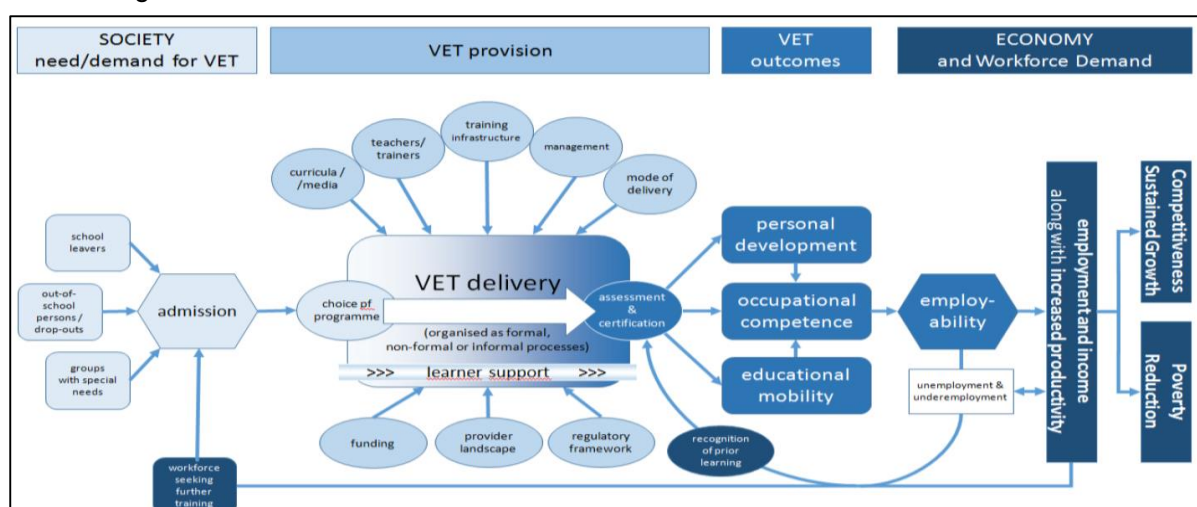 SOCIETY
need/demand for VET
VET provision
VET
outcomes
ECONOMY
and Workforce Demand
curricula /
/media
teachers/
trainers
training
infrastructure
management
mode of
delivery
school
leavers
out-of-
school
persons /
drop-outs
groups
with special
needs
admission
workforce
seeking
further
training
VET delivery
choice pf
programme
(organised as formal,
non-formal or informal processes)
>>> learner support >>>
assessment
&
certification
funding
provider
landscape
regulatory
framework
personal
development
occupational
competence
educational
mobility
recognition
of prior
learning
employ-
ability
unemployment &
underemployment
employment and income
along with increased productivity
Competitiveness
Sustained Growth
Poverty
Reduction